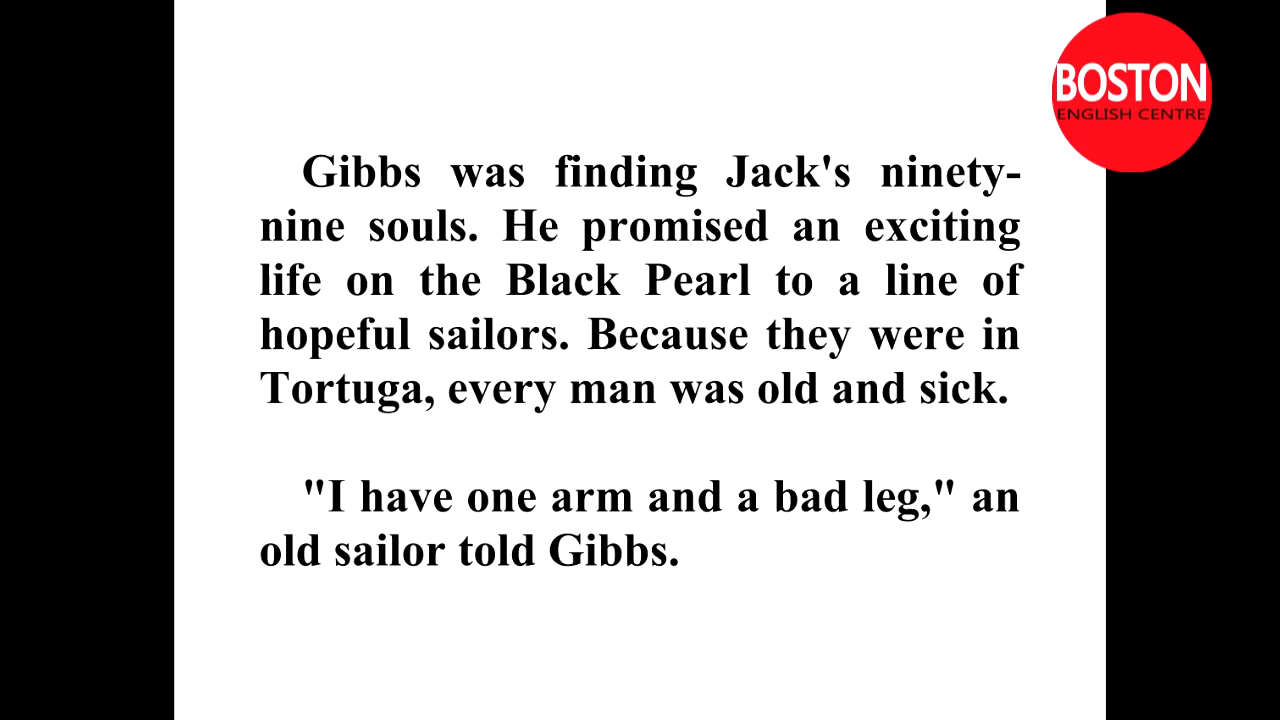 BOSTON
ENGLISH CENTRE
Gibbs was finding Jack's ninety-
nine souls. He promised an exciting
life on the Black Pearl to a line of
hopeful sailors. Because they were in
Tortuga, every man was old and sick.
"I have one arm and a bad leg," an
old sailor told Gibbs.